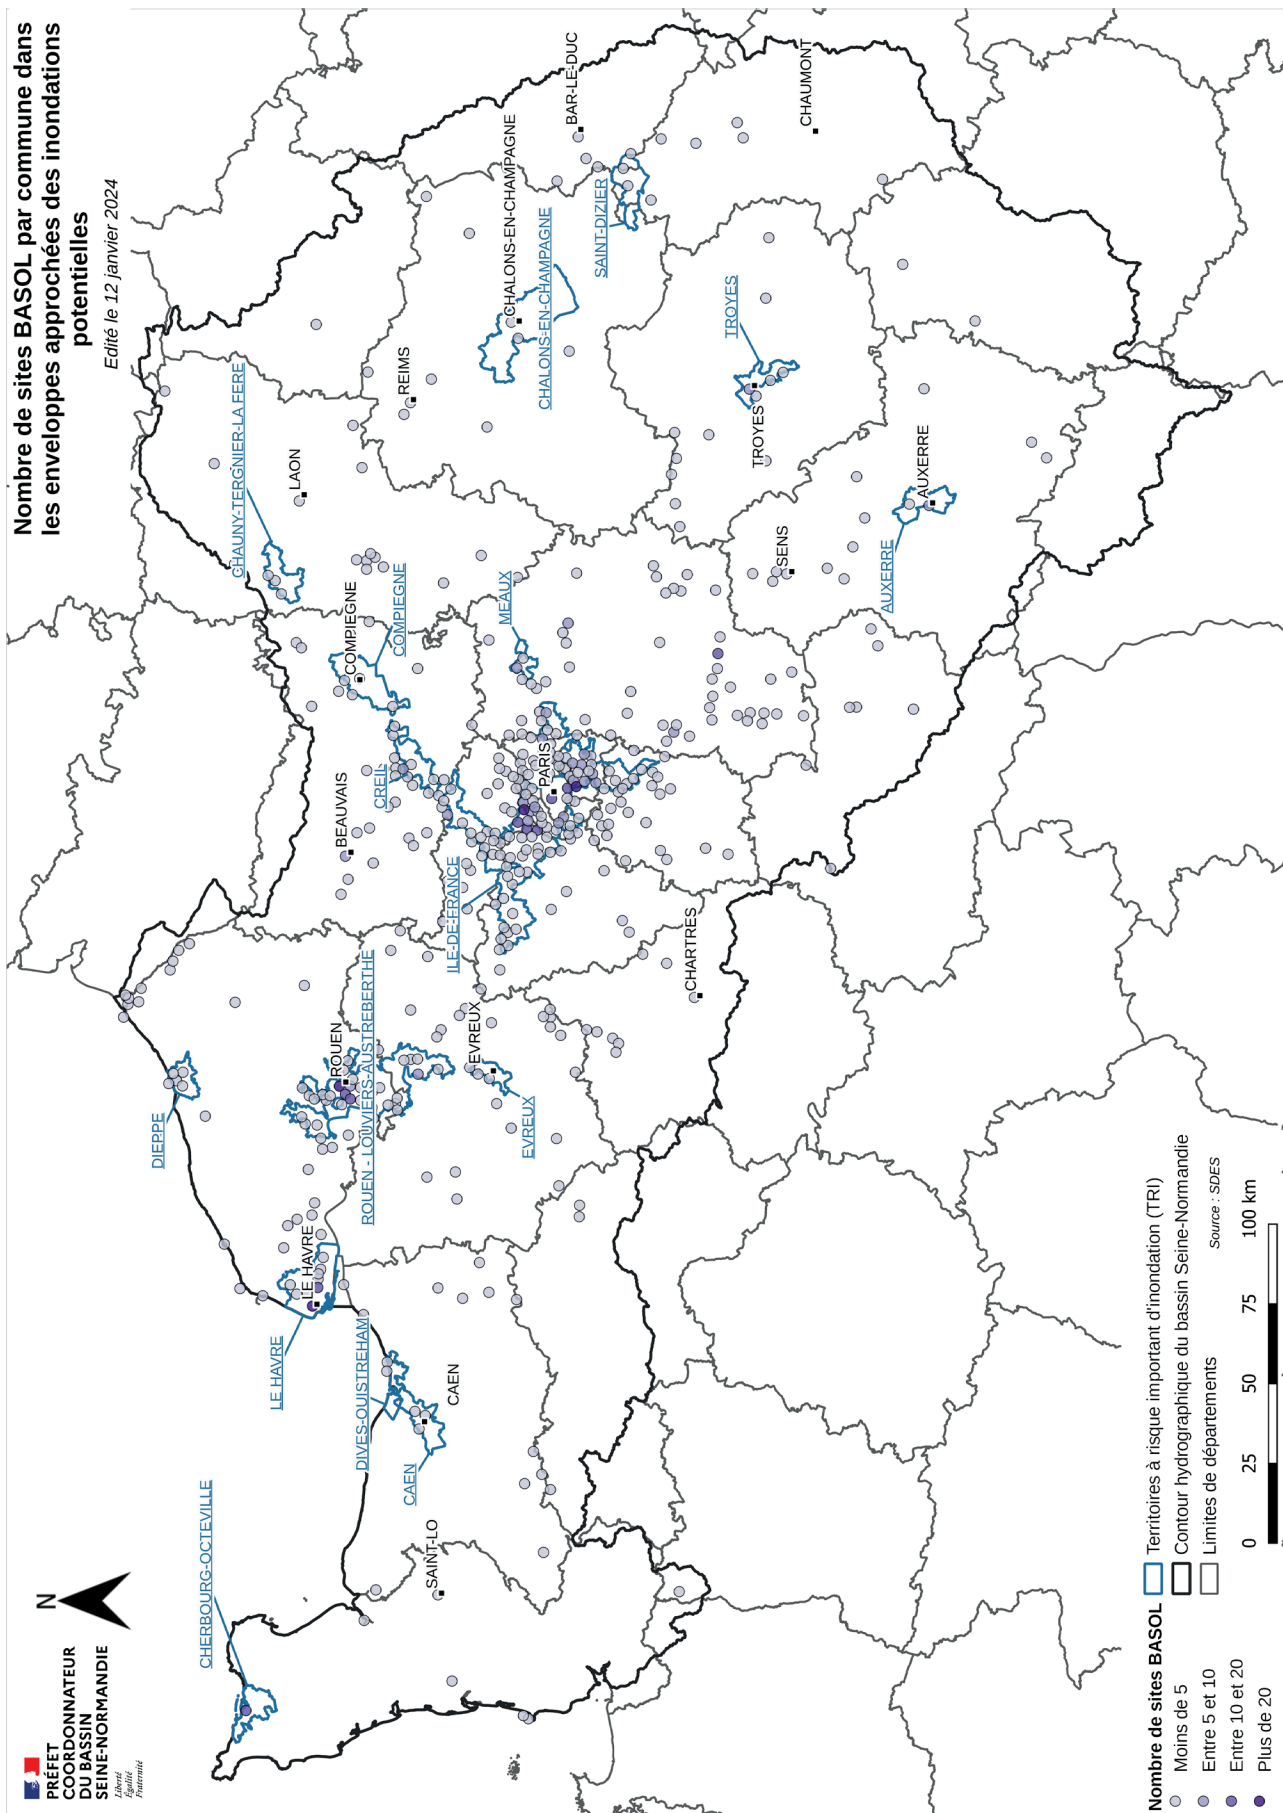 PRÉFET
COORDONNATEUR
DU BASSIN
SEINE-NORMANDIE
Liberté
Égalité
Fraternité
N
Nombre de sites BASOL par commune dans
les enveloppes approchées des inondations
potentielles
Edité le 12 janvier 2024
CHERBOURG-OCTEVILLE
SAINT-LO
CAEN
DIVES-OUISTREHAM
CAEN
LE HAVRE
LE HAVRE
DIEPPE
ROUEN
ROUEN - LOUVIERS-AUSTREBERTHE
EVREUX
EVREUX
CHARTRES
ILE-DE-FRANCE
BEAUVAIS
CREIL
PARIS
COMPIEGNE
COMPIEGNE
MEAUX
CHAUNY-TERGNIER-LA FERE
LAON
REIMS
CHALONS-EN-CHAMPAGNE
CHALONS-EN-CHAMPAGNE
BAR-LE-DUC
SAINT-DIZIER
CHAUMONT
TROYES
TROYES
SENS
AUXERRE
AUXERRE
Nombre de sites BASOL
Moins de 5
Entre 5 et 10
Entre 10 et 20
Plus de 20
Territoires à risque important d'inondation (TRI)
Contour hydrographique du bassin Seine-Normandie
Limites de départements
Source : SDES
0 25 50 75 100 km